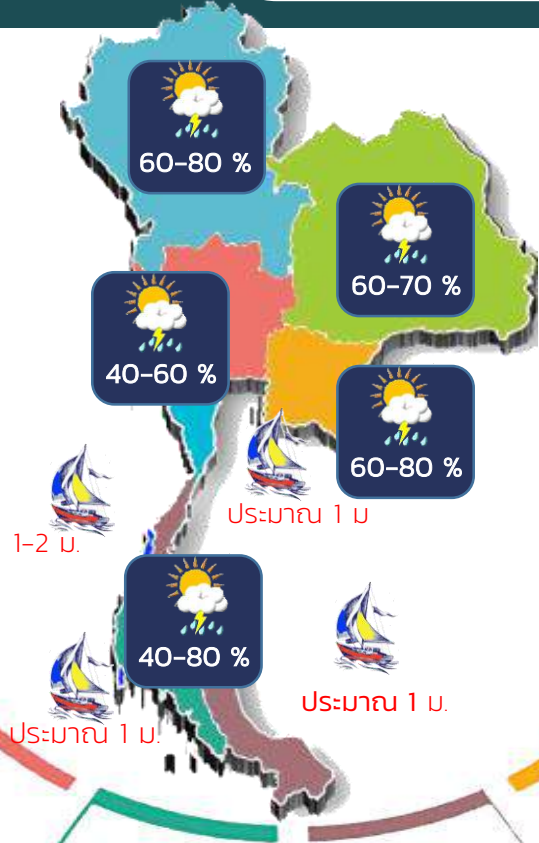 60-80 %
60-70 %
40-60 %
60-80 %
ประมาณ 1 ม
1-2 ม.
40-80 %
ประมาณ 1 ม.
ประมาณ 1 ม.